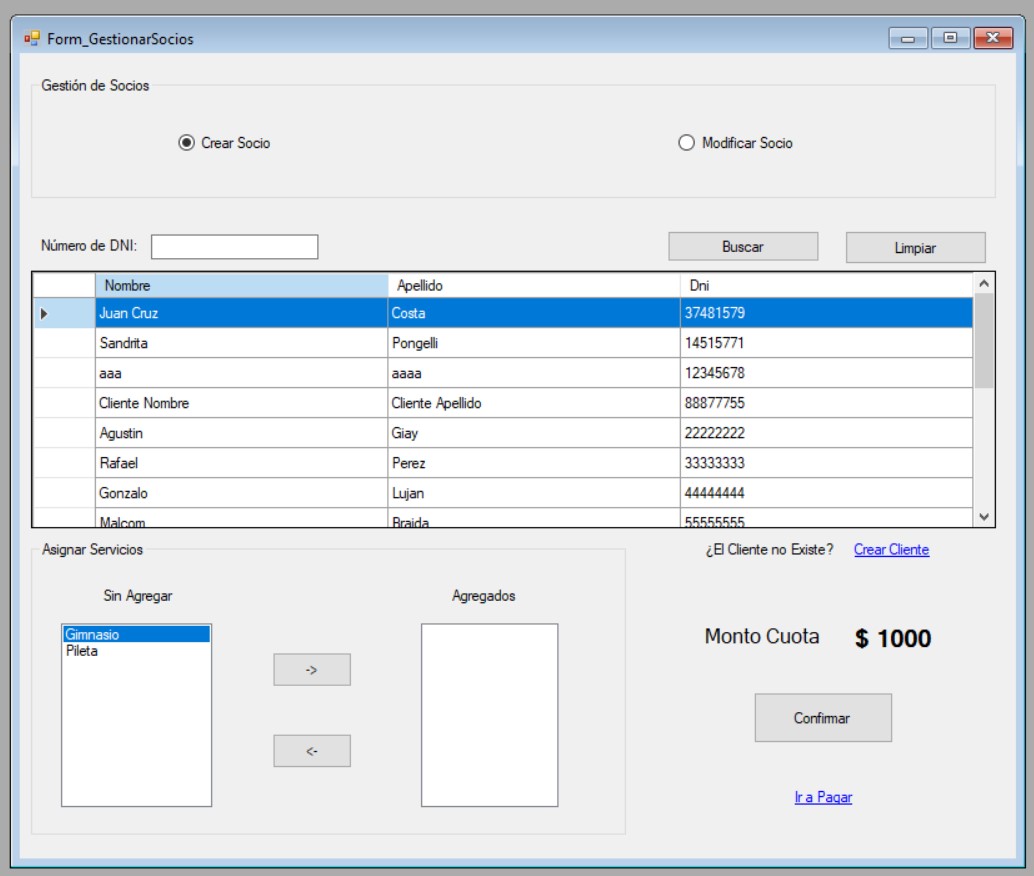 Form_GestionarSocios
Gestión de Socios
Crear Socio Modificar Socio
Número de DNI: Buscar Limpiar
Nombre Apellido Dni
Juan Cruz Costa 37481579
Sandrita Pongelli 14515771
aaa aaaa 12345678
Cliente Nombre Cliente Apellido 88877755
Agustin Giay 22222222
Rafael Perez 33333333
Gonzalo Lujan 44444444
Malcom Braida 55555555
Asignar Servicios ¿El Cliente no Existe? Crear Cliente
Sin Agregar Agregados
Gimnasio
Pileta
Monto Cuota $ 1000
->
Confirmar
<-
Ir a Pagar